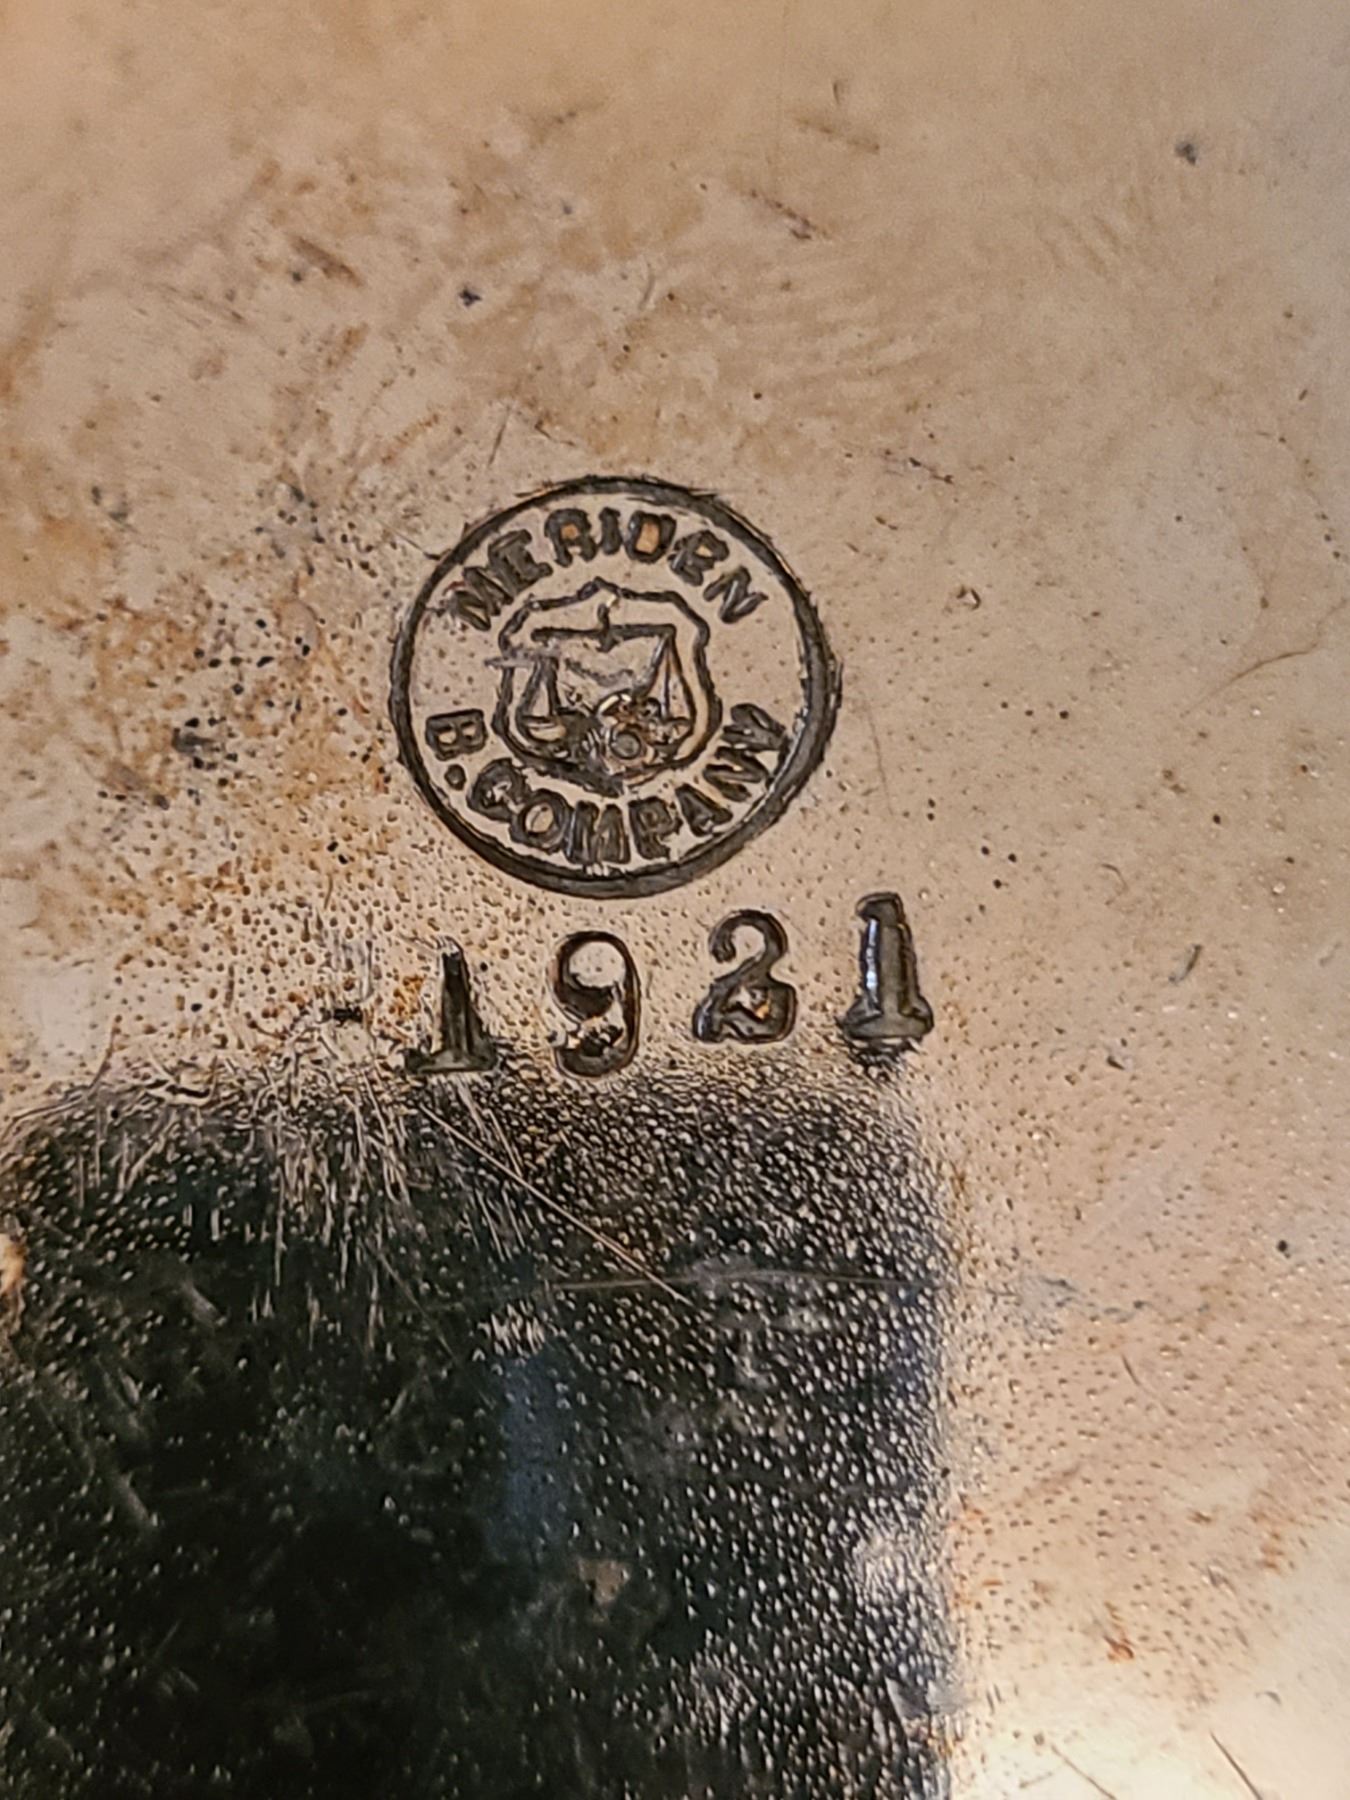 MERIDEN
B. COMPANY
1921